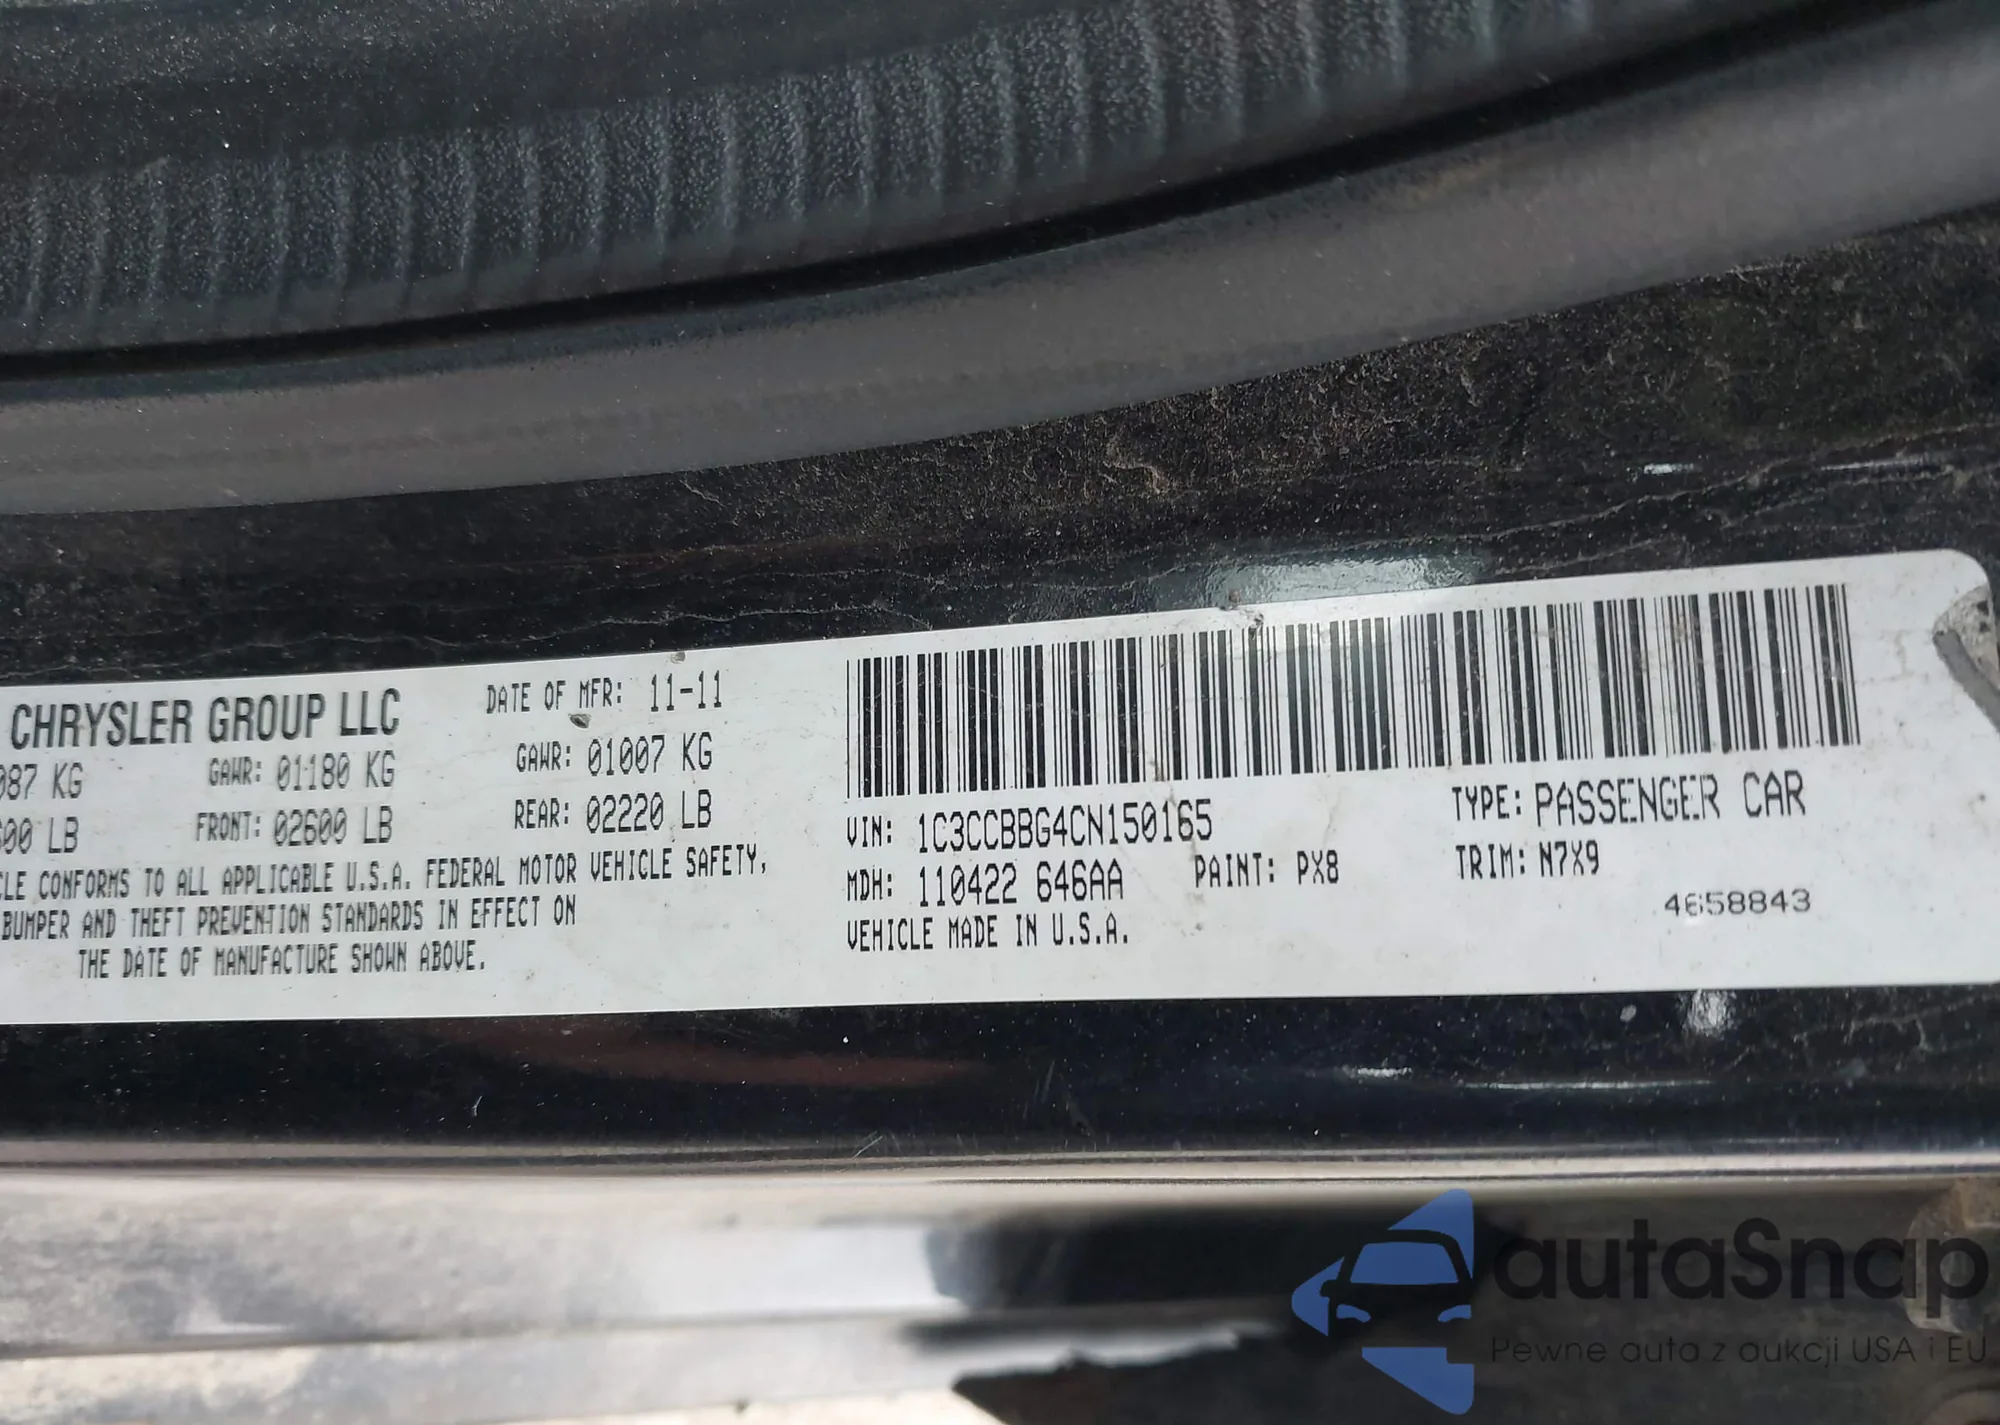 CHRYSLER GROUP LLC DATE OF MFR: 11-11
087 KG GAWR: 01180 KG GAWR: 01007 KG
00 LB FRONT: 02600 LB REAR: 02220 LB
CLE CONFORMS TO ALL APPLICABLE U.S.A. FEDERAL MOTOR VEHICLE SAFETY,
BUMPER AND THEFT PREVENTION STANDARDS IN EFFECT ON
THE DATE OF MANUFACTURE SHOWN ABOVE.
VIN: 1C3CCBBG4CN150165 TYPE: PASSENGER CAR
MDH: 110422 646AA PAINT: PX8 TRIM: N7X9
VEHICLE MADE IN U.S.A. 4658843
autaSnap
Pewne auta z aukcji USA i EU